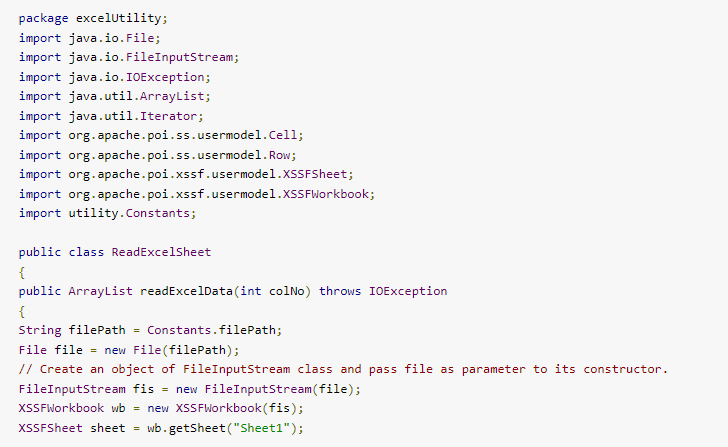 package excelUtility;
import java.io.File;
import java.io.FileInputStream;
import java.io.IOException;
import java.util.ArrayList;
import java.util.Iterator;
import org.apache.poi.ss.usermodel.Cell;
import org.apache.poi.ss.usermodel.Row;
import org.apache.poi.xssf.usermodel.XSSFSheet;
import org.apache.poi.xssf.usermodel.XSSFWorkbook;
import utility.Constants;

public class ReadExcelSheet
{
public ArrayList readExcelData(int colNo) throws IOException
{
String filePath = Constants.filePath;
File file = new File(filePath);
// Create an object of FileInputStream class and pass file as parameter to its constructor.
FileInputStream fis = new FileInputStream(file);
XSSFWorkbook wb = new XSSFWorkbook(fis);
XSSFSheet sheet = wb.getSheet("Sheet1");